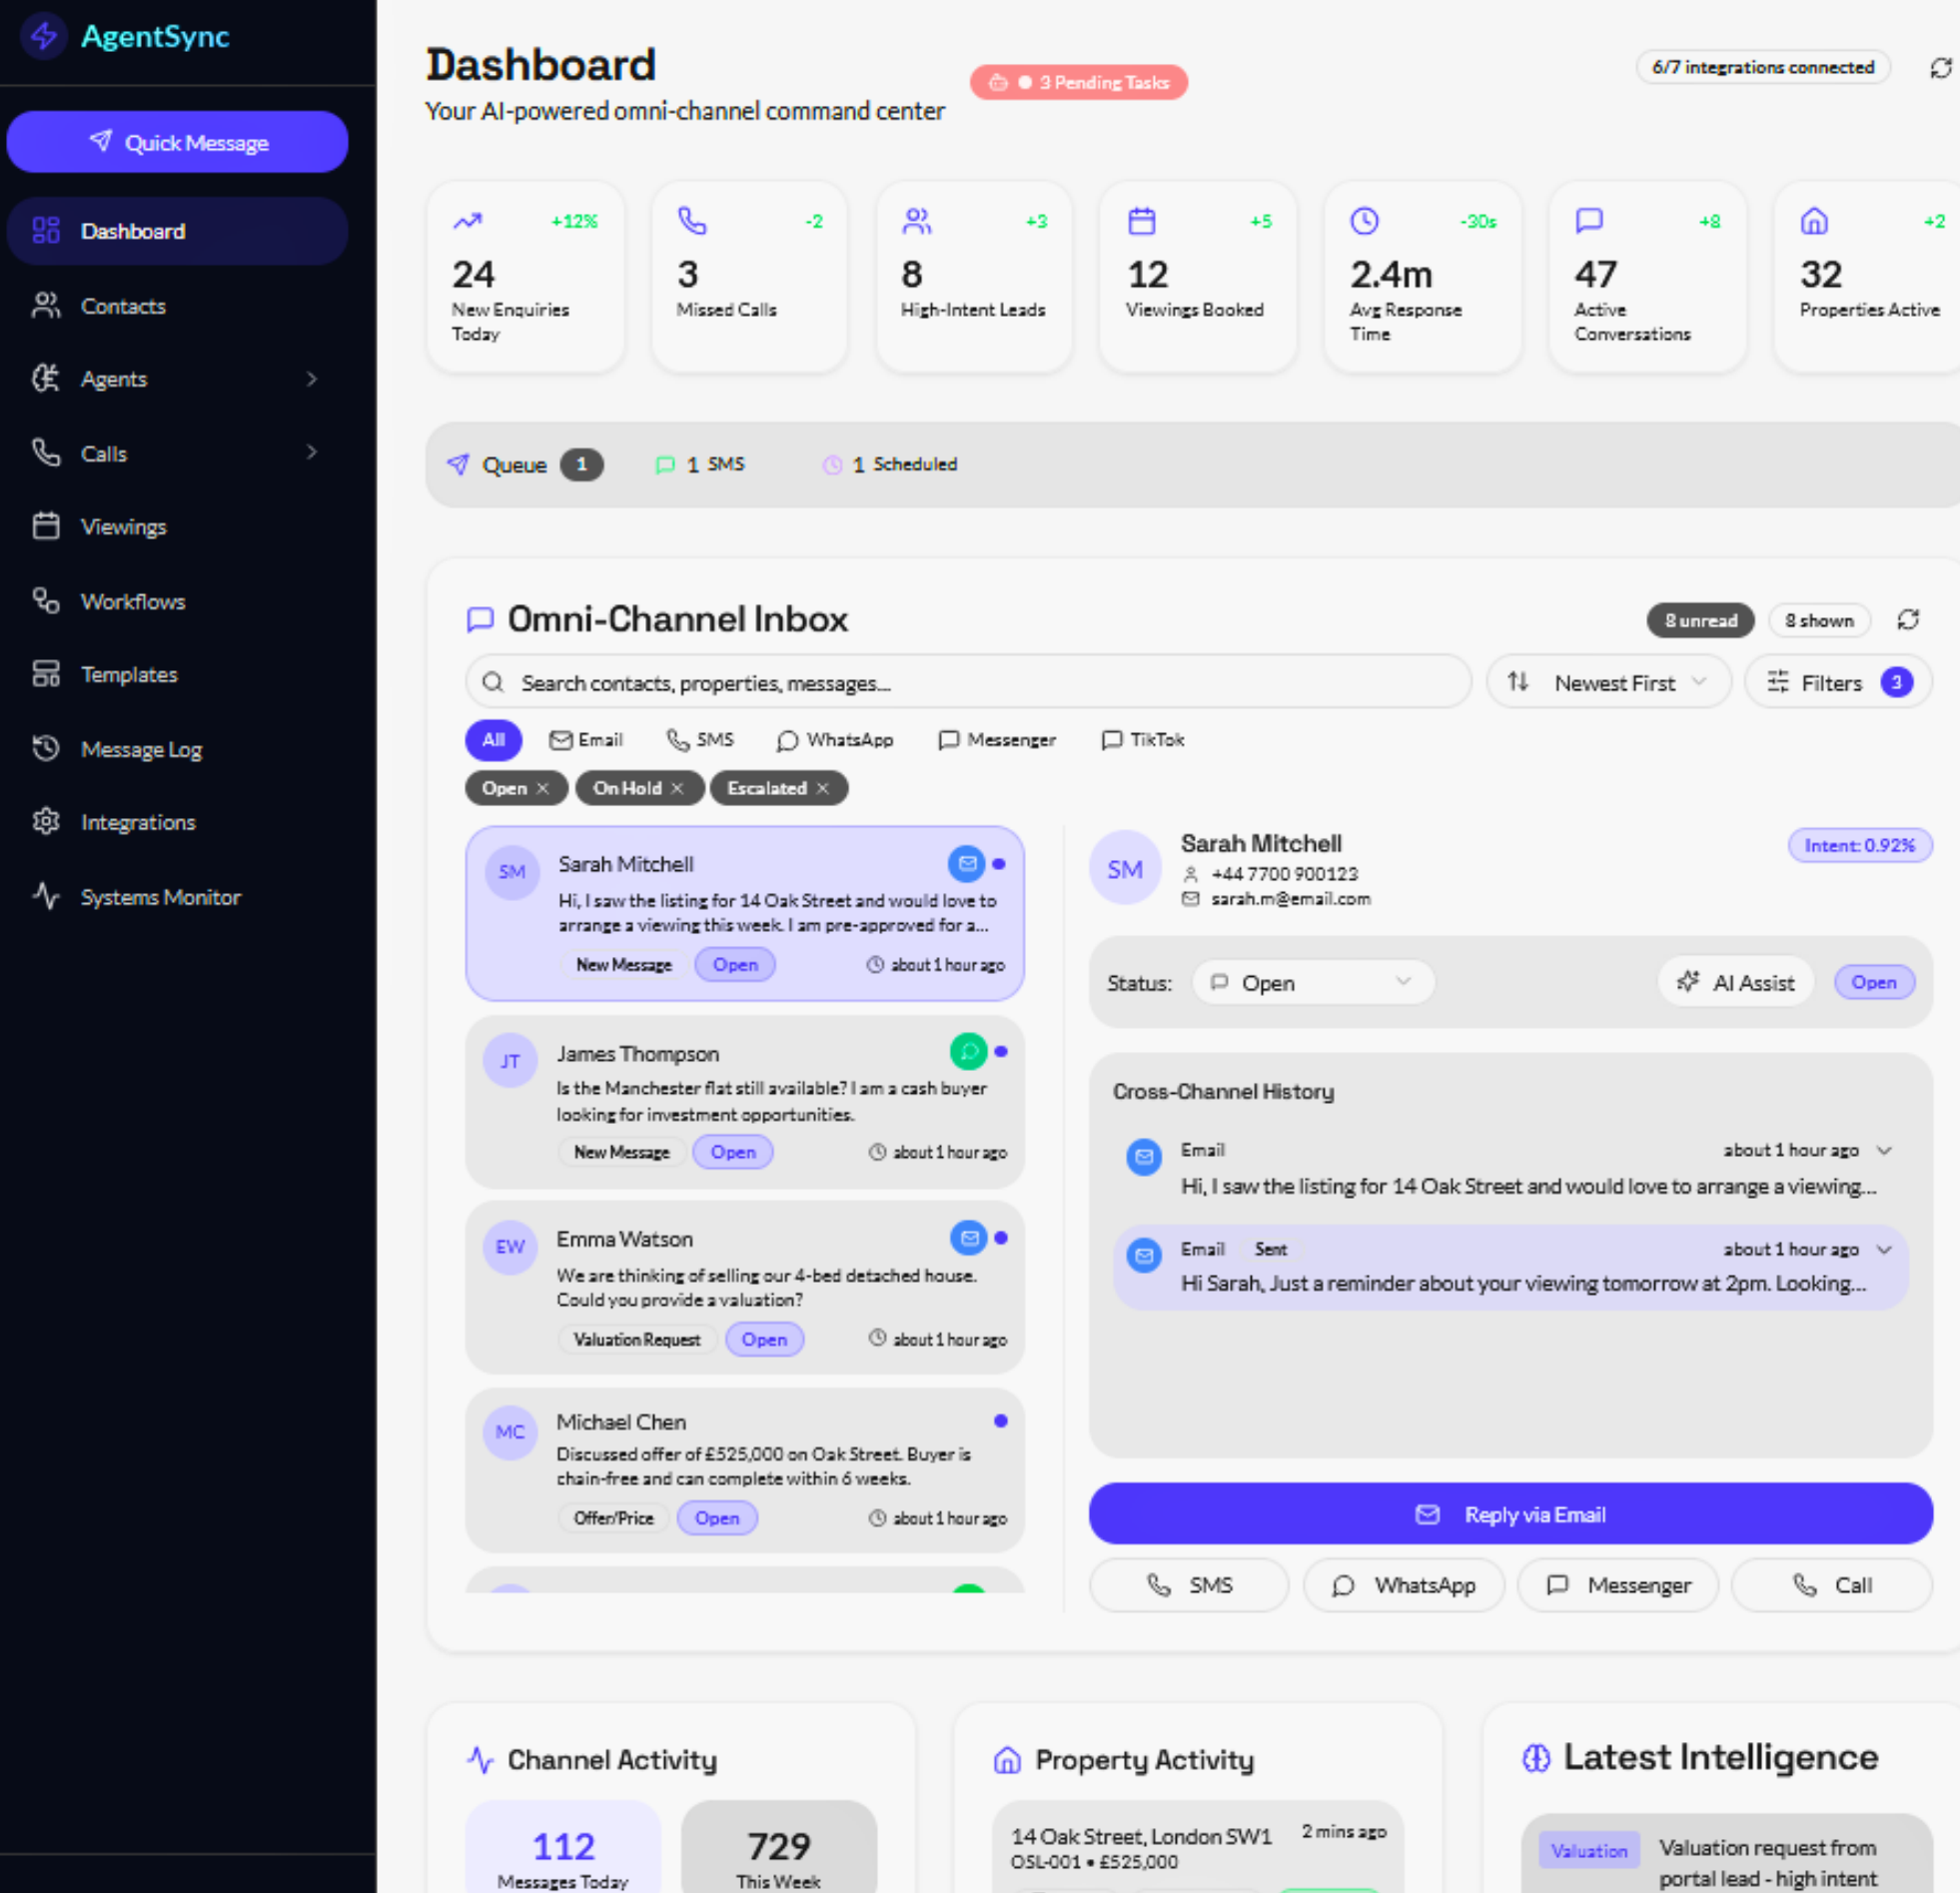 AgentSync
Quick Message
Dashboard
Contacts
Agents
Calls
Viewings
Workflows
Templates
Message Log
Integrations
Systems Monitor
Dashboard
Your AI-powered omni-channel command center
3 Pending Tasks
6/7 integrations connected
+12%
24
New Enquiries
Today
-2
3
Missed Calls
+3
8
High-Intent Leads
+5
12
Viewings Booked
-30s
2.4m
Avg Response
Time
+8
47
Active
Conversations
+2
32
Properties Active
Queue 1 1 SMS 1 Scheduled
Omni-Channel Inbox
8 unread 8 shown
Search contacts, properties, messages...
Newest First
Filters 3
All Email SMS WhatsApp Messenger TikTok
Open On Hold Escalated
SM
Sarah Mitchell
Hi, I saw the listing for 14 Oak Street and would love to
arrange a viewing this week. I am pre-approved for a...
New Message Open about 1 hour ago
JT
James Thompson
Is the Manchester flat still available? I am a cash buyer
looking for investment opportunities.
New Message Open about 1 hour ago
EW
Emma Watson
We are thinking of selling our 4-bed detached house.
Could you provide a valuation?
Valuation Request Open about 1 hour ago
MC
Michael Chen
Discussed offer of £525,000 on Oak Street. Buyer is
chain-free and can complete within 6 weeks.
Offer/Price Open about 1 hour ago
SM
Sarah Mitchell
+44 7700 900123
sarah.m@email.com
Intent: 0.92%
Status: Open AI Assist Open
Cross-Channel History
Email about 1 hour ago
Hi, I saw the listing for 14 Oak Street and would love to arrange a viewing...
Email Sent about 1 hour ago
Hi Sarah, Just a reminder about your viewing tomorrow at 2pm. Looking...
Reply via Email
SMS WhatsApp Messenger Call
Channel Activity
112
Messages Today
729
This Week
Property Activity
14 Oak Street, London SW1 2 mins ago
OSL-001 • £525,000
Latest Intelligence
Valuation
Valuation request from
portal lead - high intent